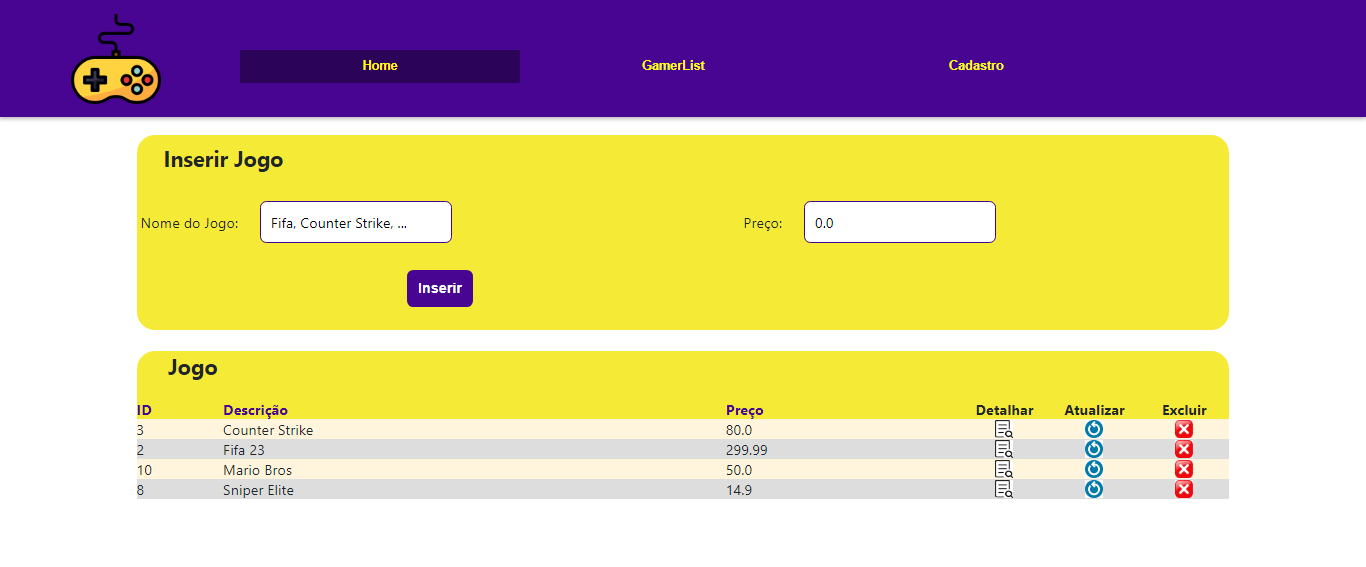 Home GamerList Cadastro
Inserir Jogo
Nome do Jogo: Fifa, Counter Strike, ... Preço: 0.0
Inserir
Jogo
ID Descrição Preço Detalhar Atualizar Excluir
3 Counter Strike 80.0
2 Fifa 23 299.99
10 Mario Bros 50.0
8 Sniper Elite 14.9